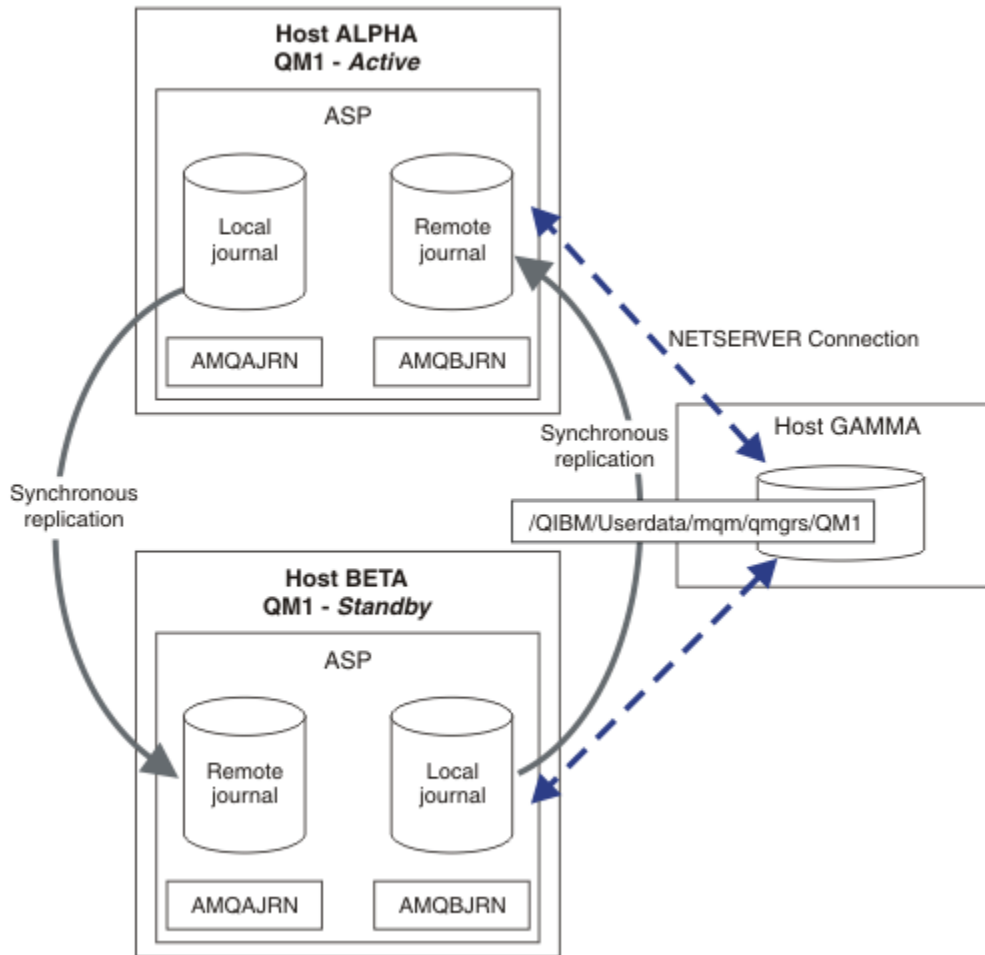 Host ALPHA
QM1 - Active
ASP
Local
journal
Remote
journal
AMQAJRN
AMQBJRN
NETSERVER Connection
Host GAMMA
/QIBM/Userdata/mqm/qmgrs/QM1
Synchronous
replication
Synchronous
replication
Host BETA
QM1 - Standby
ASP
Remote
journal
Local
journal
AMQAJRN
AMQBJRN